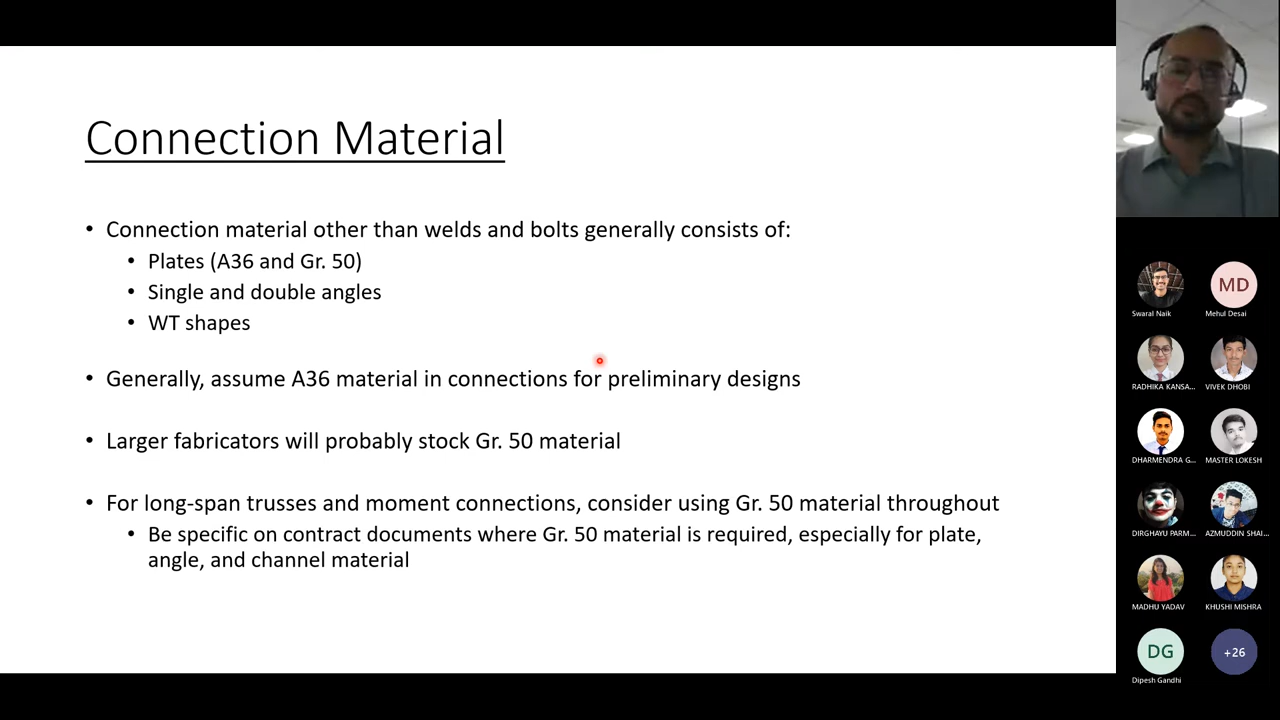 Connection Material
• Connection material other than welds and bolts generally consists of:
• Plates (A36 and Gr. 50)
• Single and double angles
• WT shapes
• Generally, assume A36 material in connections for preliminary designs
• Larger fabricators will probably stock Gr. 50 material
• For long-span trusses and moment connections, consider using Gr. 50 material throughout
• Be specific on contract documents where Gr. 50 material is required, especially for plate,
angle, and channel material
MD
Swaral Naik
Mehul Desai
RADHIKA KANSA...
VIVEK DHOBI
DHARMENDRA G...
MASTER LOKESH
DIRGHAYU PARM...
AZMUDDIN SHAI...
MADHU YADAV
KHUSHI MISHRA
DG
+26
Dipesh Gandhi